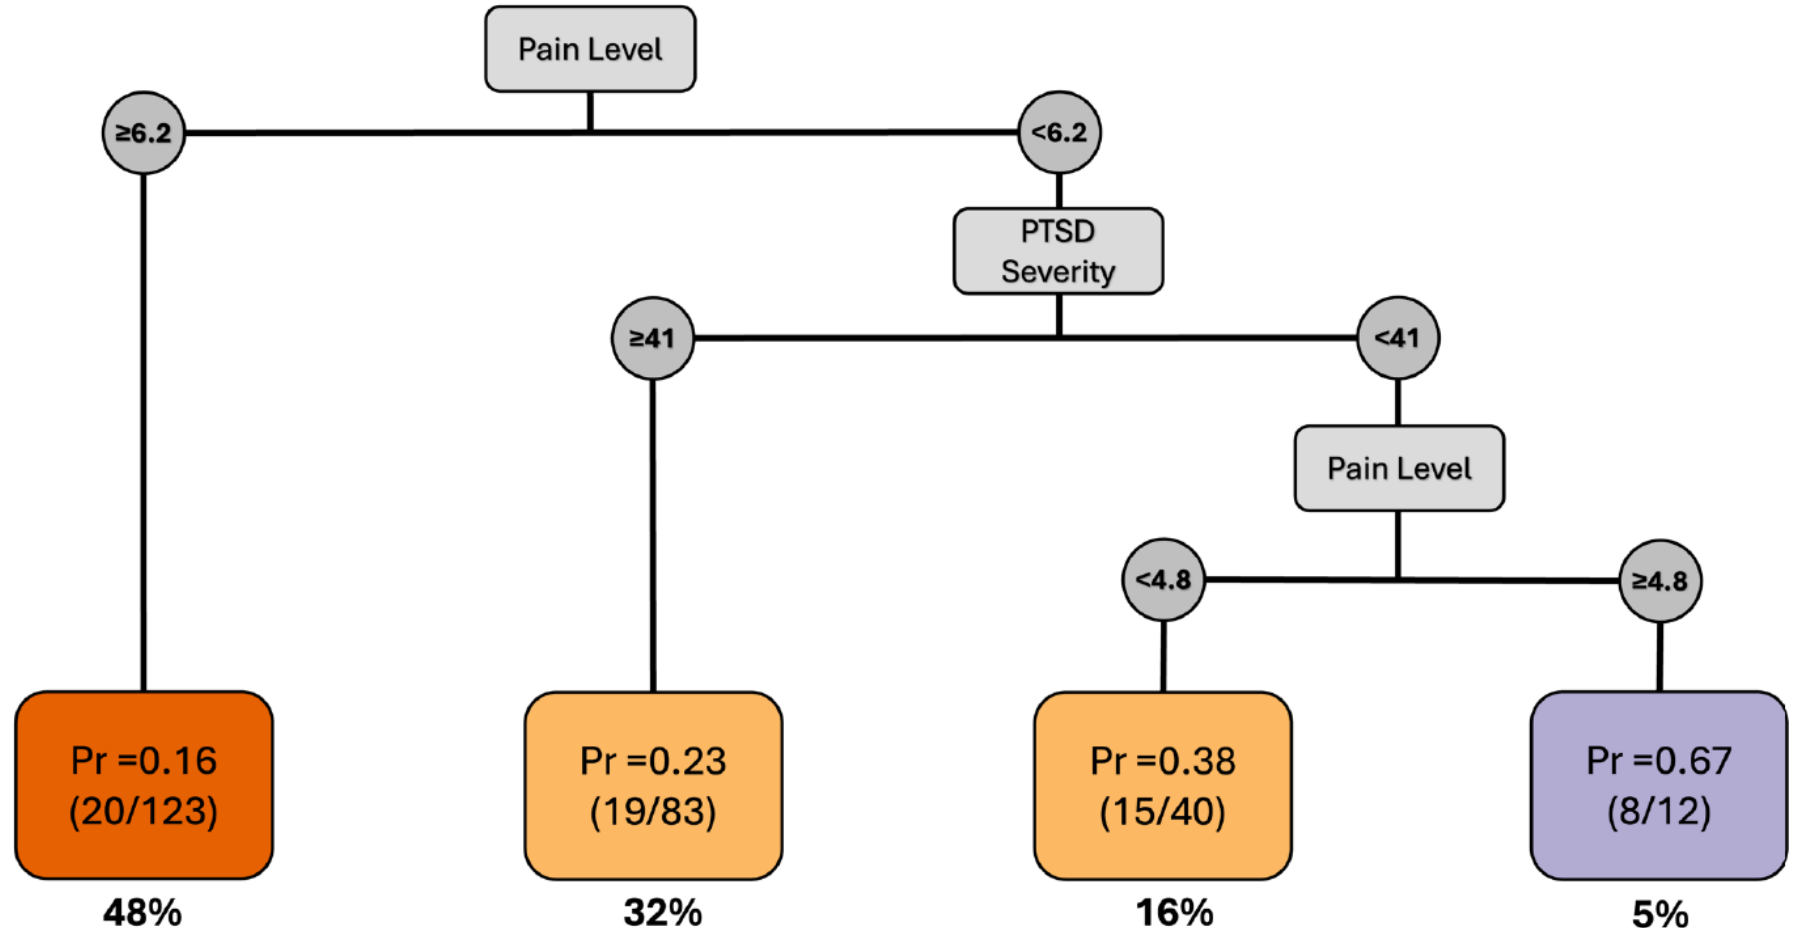 Pain Level
≥6.2
<6.2
PTSD
Severity
≥41
<41
Pain Level
<4.8
≥4.8
Pr =0.16
(20/123)
Pr =0.23
(19/83)
Pr =0.38
(15/40)
Pr =0.67
(8/12)
48%
32%
16%
5%